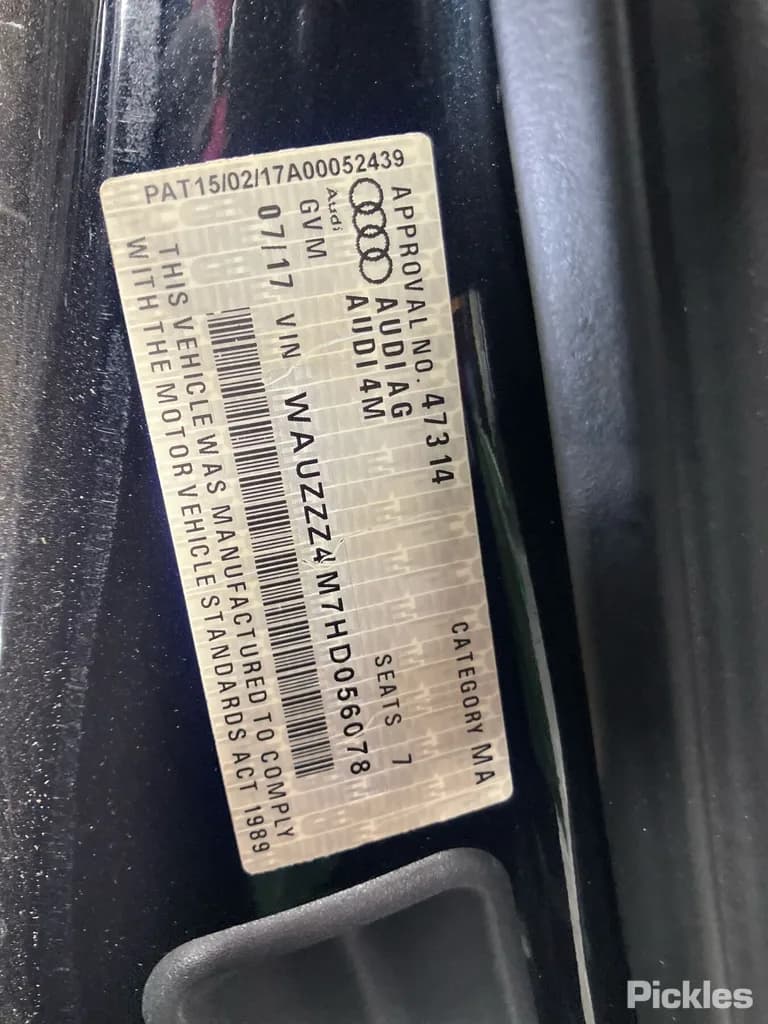 PAT15/02/17A00052439
APPROVAL NO. 47314 CATEGORY MA
AUDI AG
Audi AUDI 4M SEATS 7
GVM
07/17 VIN WAUZZZ4M7HD056078
THIS VEHICLE WAS MANUFACTURED TO COMPLY
WITH THE MOTOR VEHICLE STANDARDS ACT 1989
Pickles